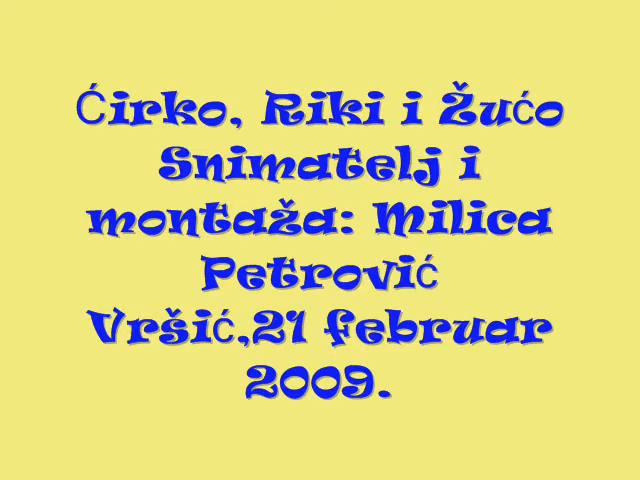 Ćirko, Riki i Žućo
Snimatelj i
montaža: Milica
Petrović
Vršić,21 februar
2009.